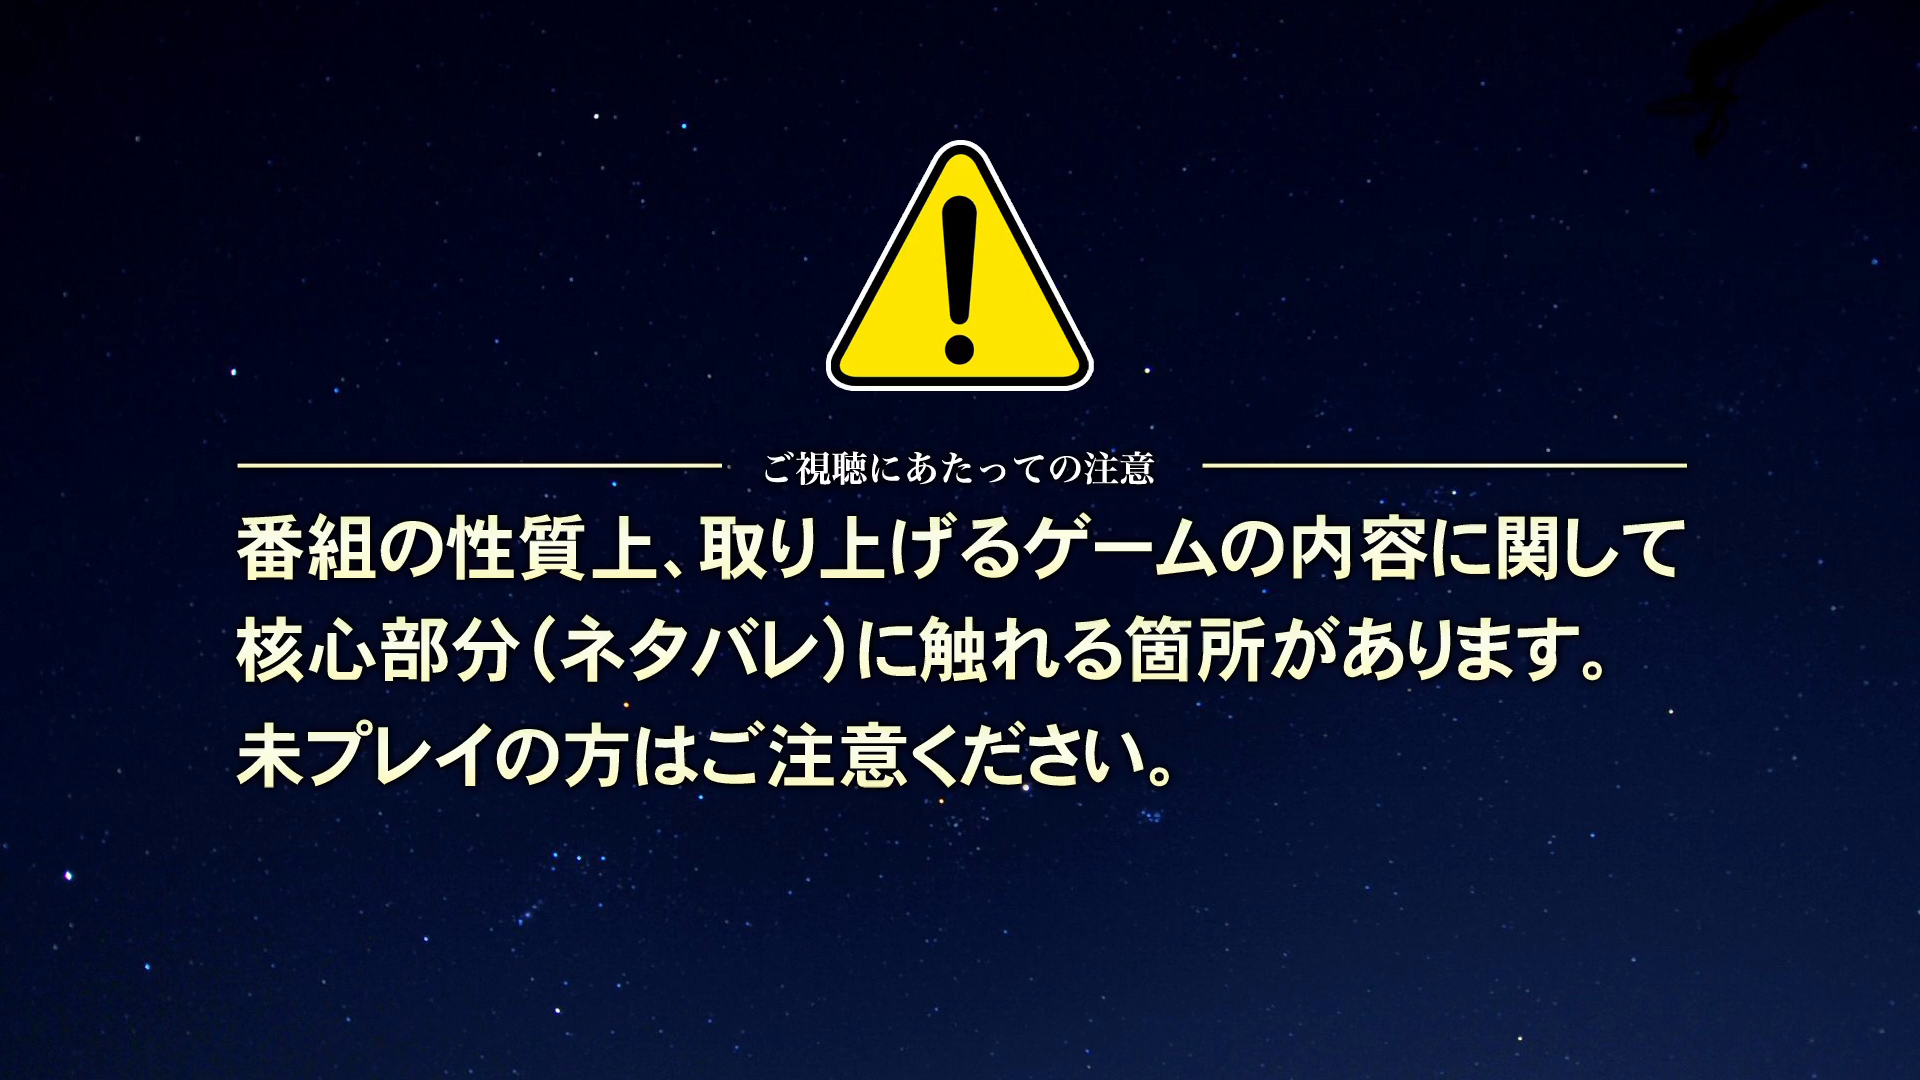 ご視聴にあたっての注意
番組の性質上、取り上げるゲームの内容に関して
核心部分（ネタバレ）に触れる箇所があります。
未プレイの方はご注意ください。